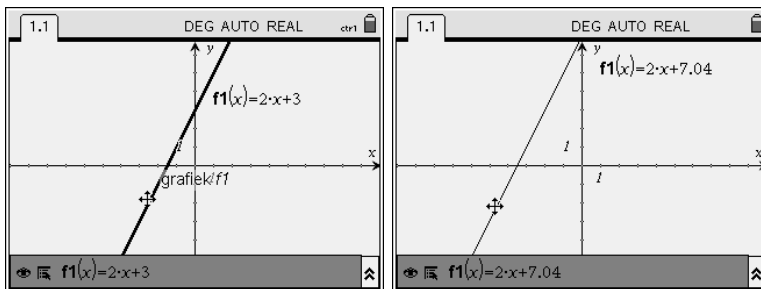 1.1 DEG AUTO REAL ctrl
y
f1(x)=2·x+3
1
x
grafiek f1
f1(x)=2·x+3
1.1 DEG AUTO REAL
y
f1(x)=2·x+7.04
1
x
1
f1(x)=2·x+7.04